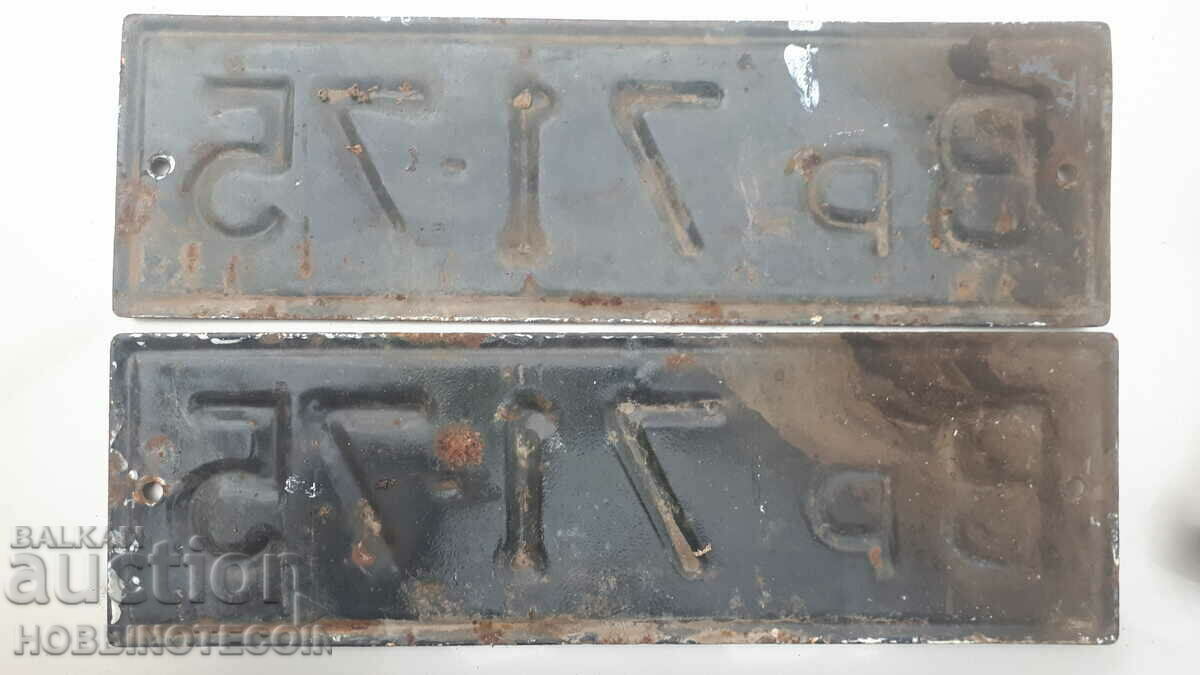 Вр 71-75
Вр 71-75
BALKAN
auction
HOBBINOTECOIN